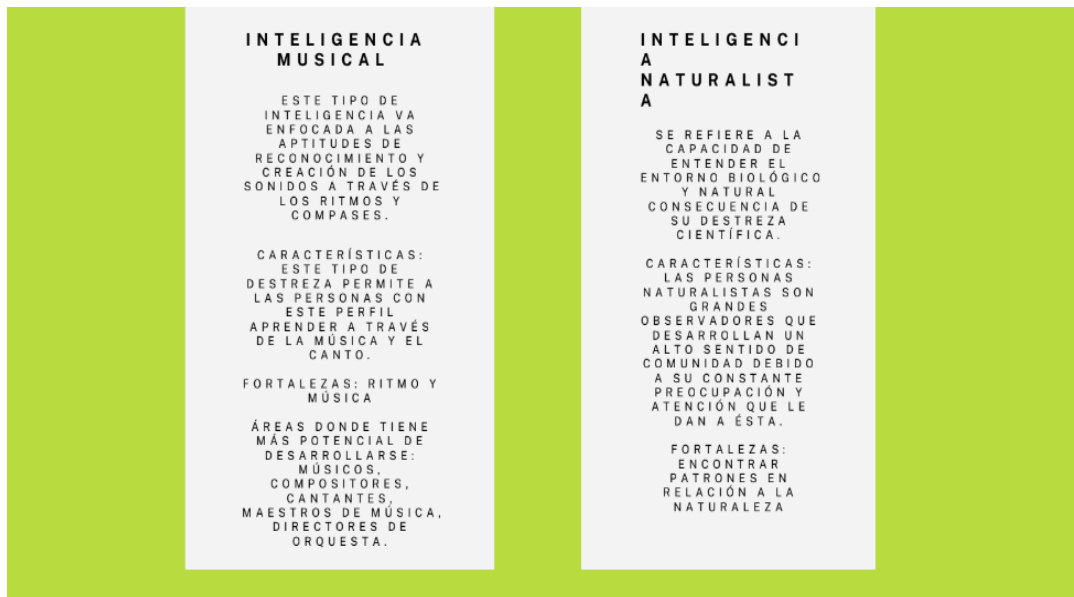 INTELIGENCIA
MUSICAL
ESTE TIPO DE
INTELIGENCIA VA
ENFOCADA A LAS
APTITUDES DE
RECONOCIMIENTO Y
CREACIÓN DE LOS
SONIDOS A TRAVÉS DE
LOS RITMOS Y
COMPASES.
CARACTERÍSTICAS:
ESTE TIPO DE
DESTREZA PERMITE A
LAS PERSONAS CON
ESTE PERFIL
APRENDER A TRAVÉS
DE LA MÚSICA Y EL
CANTO.
FORTALEZAS: RITMO Y
MÚSICA
ÁREAS DONDE TIENE
MÁS POTENCIAL DE
DESARROLLARSE:
MÚSICOS,
COMPOSITORES,
CANTANTES,
MAESTROS DE MÚSICA,
DIRECTORES DE
ORQUESTA.
INTELIGENCI
A
NATURALIST
A
SE REFIERE A LA
CAPACIDAD DE
ENTENDER EL
ENTORNO BIOLÓGICO
Y NATURAL
CONSECUENCIA DE
SU DESTREZA
CIENTÍFICA.
CARACTERÍSTICAS:
LAS PERSONAS
NATURALISTAS SON
GRANDES
OBSERVADORES QUE
DESARROLLAN UN
ALTO SENTIDO DE
COMUNIDAD DEBIDO
A SU CONSTANTE
PREOCUPACIÓN Y
ATENCIÓN QUE LE
DAN A ÉSTA.
FORTALEZAS:
ENCONTRAR
PATRONES EN
RELACIÓN A LA
NATURALEZA